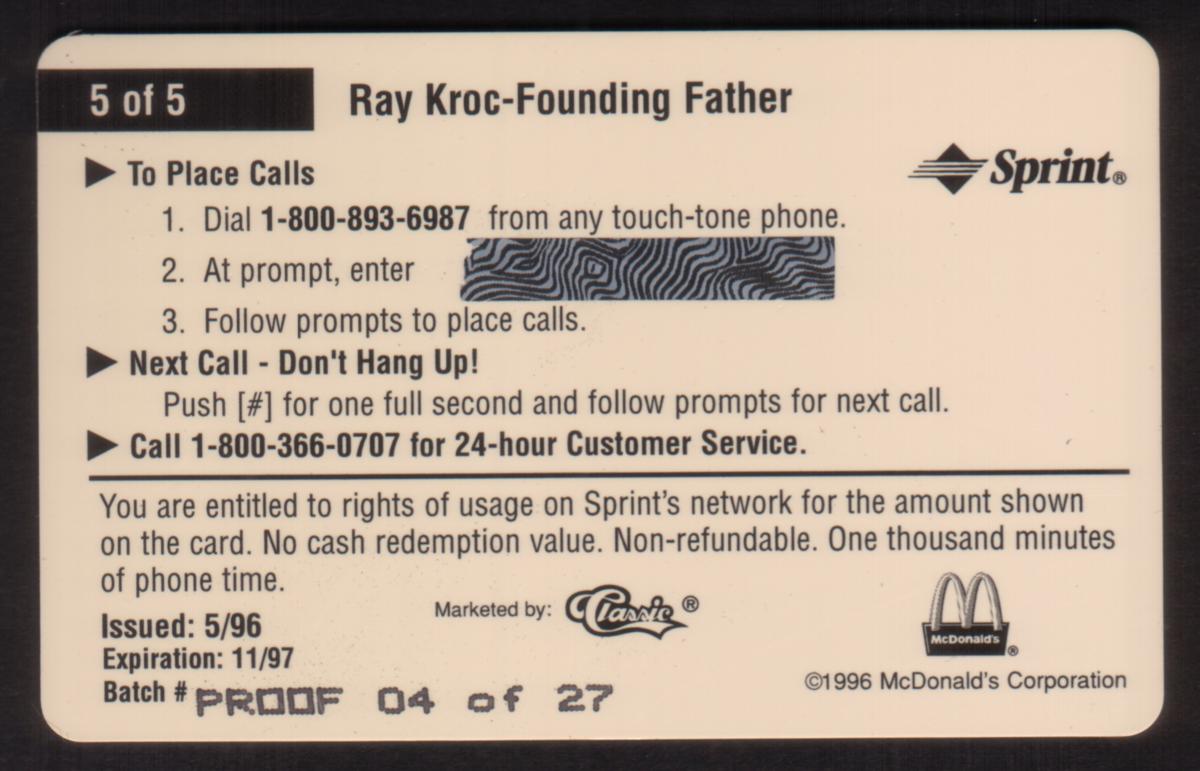 5 of 5
Ray Kroc-Founding Father
▶ To Place Calls
Sprint®
1. Dial 1-800-893-6987 from any touch-tone phone.
2. At prompt, enter
3. Follow prompts to place calls.
▶ Next Call - Don't Hang Up!
Push [#] for one full second and follow prompts for next call.
▶ Call 1-800-366-0707 for 24-hour Customer Service.
You are entitled to rights of usage on Sprint's network for the amount shown
on the card. No cash redemption value. Non-refundable. One thousand minutes
of phone time.
Marketed by: Classic®
McDonald's®
Issued: 5/96
Expiration: 11/97
Batch # PROOF 04 of 27
©1996 McDonald's Corporation